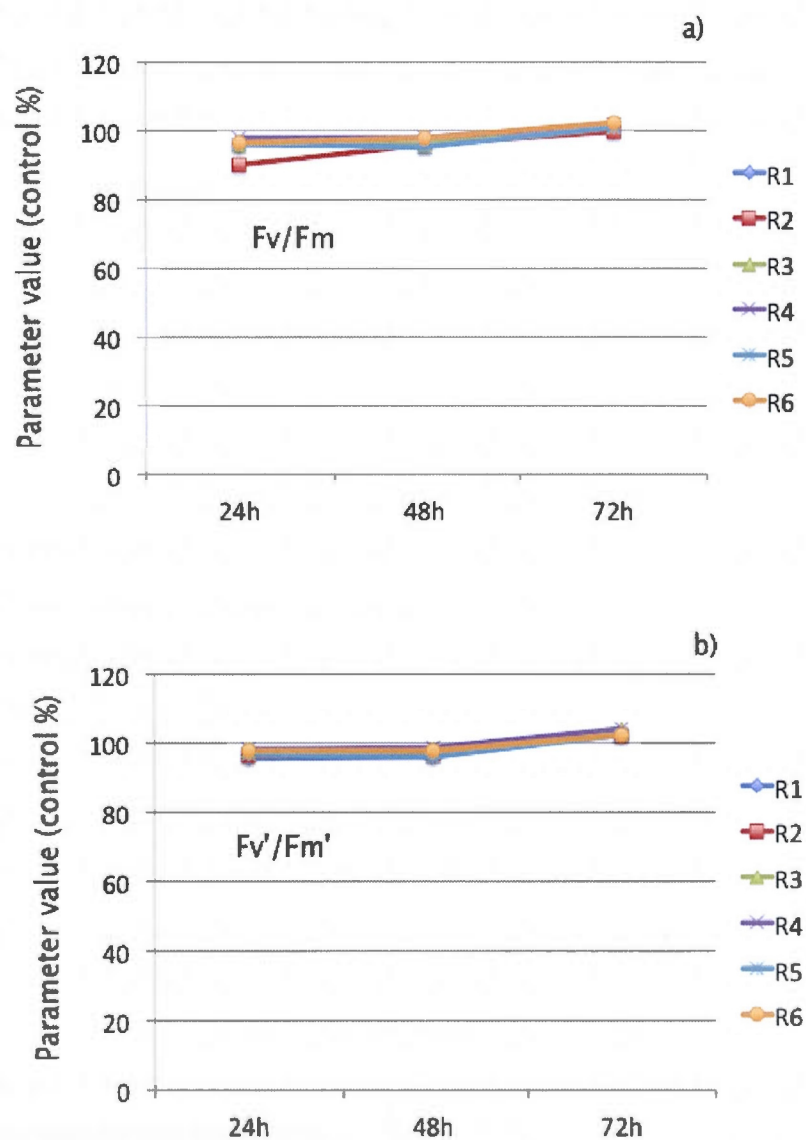 a)
120
100
80
60
40
20
0
Parameter value (control %)
Fv/Fm
24h 48h 72h
R1
R2
R3
R4
R5
R6
b)
120
100
80
60
40
20
0
Parameter value (control %)
Fv'/Fm'
24h 48h 72h
R1
R2
R3
R4
R5
R6